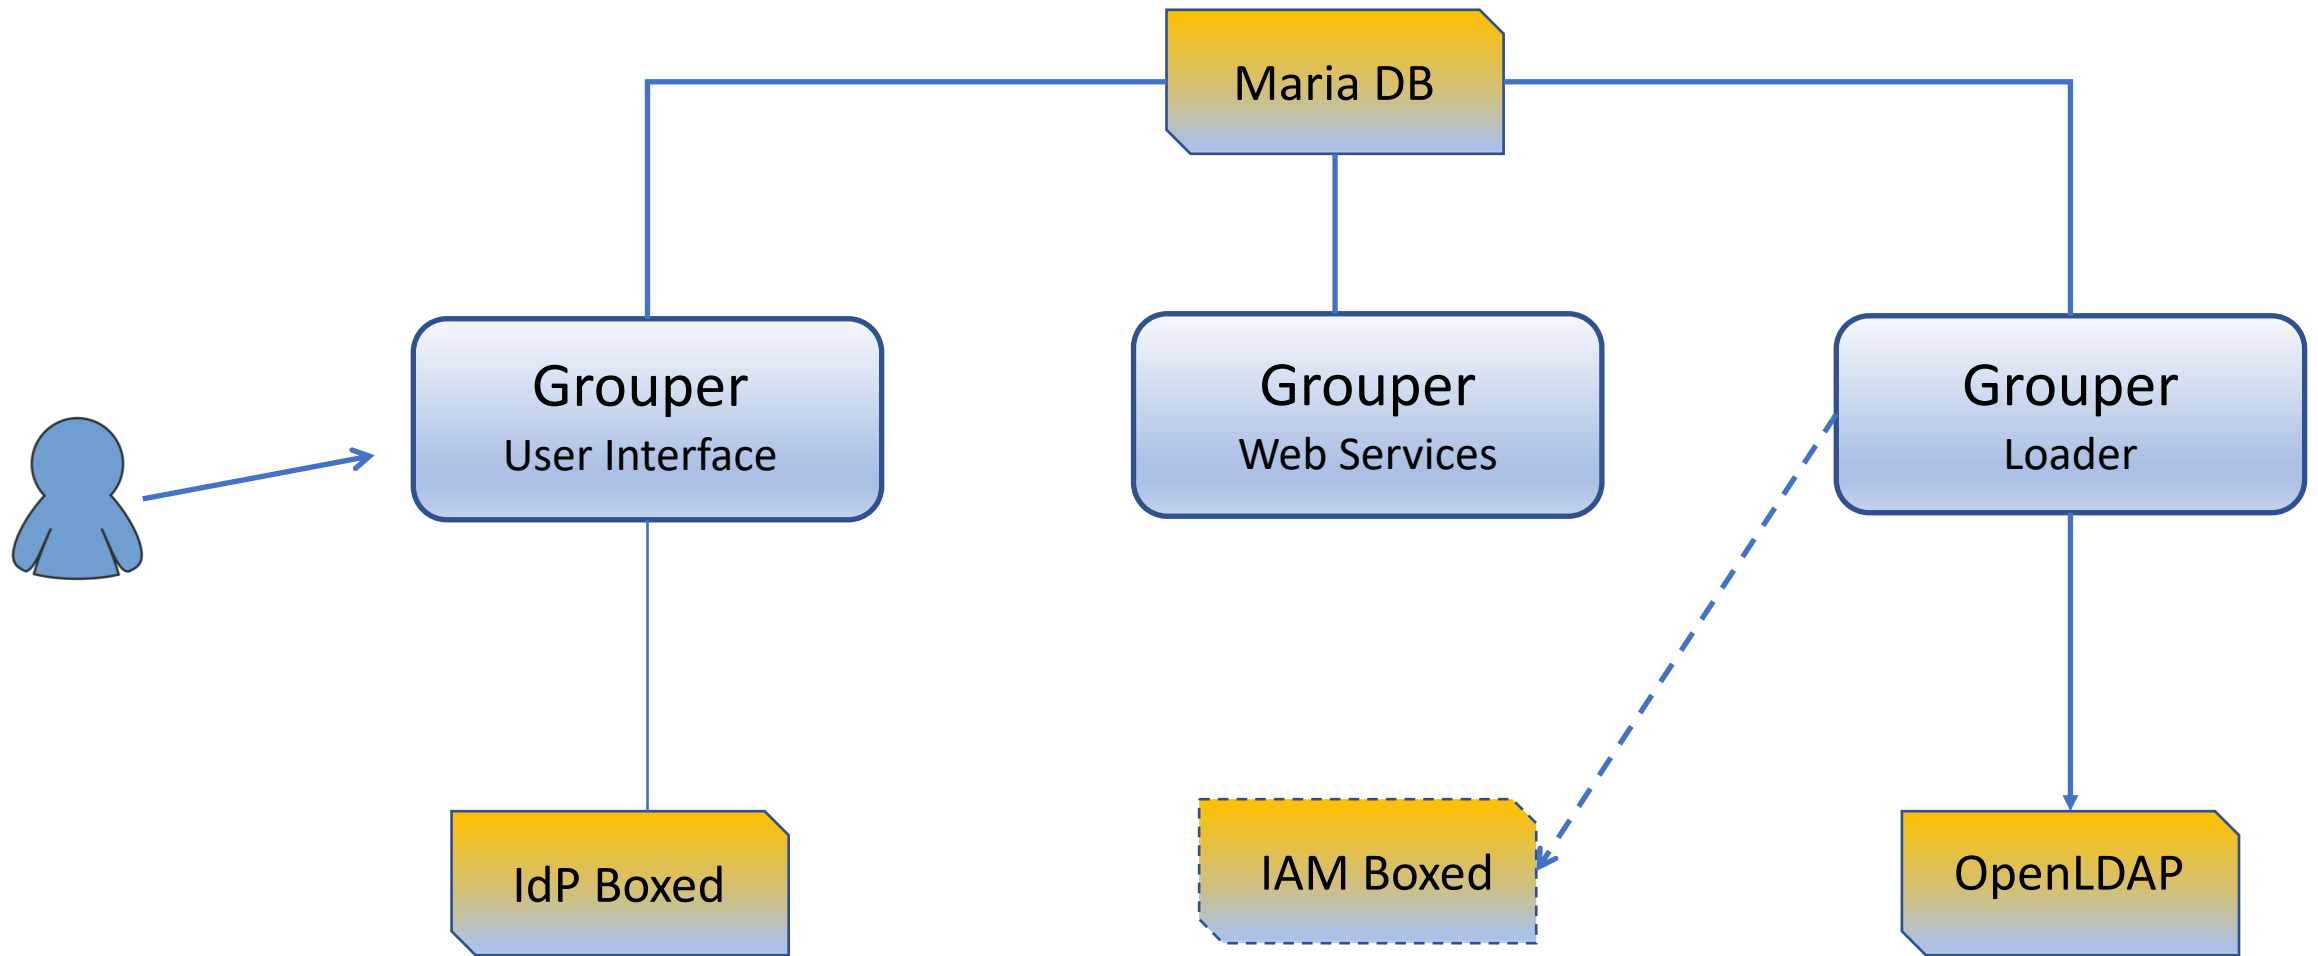 Maria DB
Grouper
User Interface
Grouper
Web Services
Grouper
Loader
IdP Boxed
IAM Boxed
OpenLDAP